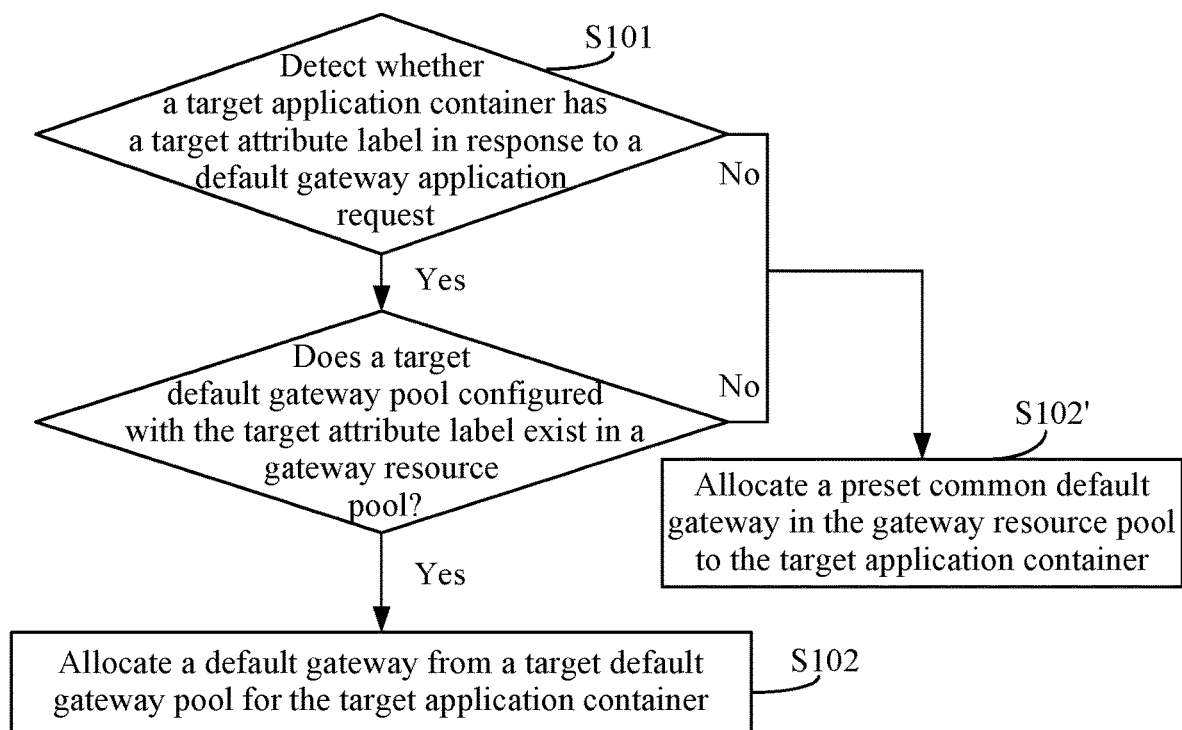 S101
Detect whether
a target application container has
a target attribute label in response to a
default gateway application
request
No
Yes
Does a target
default gateway pool configured
with the target attribute label exist in a
gateway resource
pool?
No
S102'
Allocate a preset common default
gateway in the gateway resource pool
to the target application container
Yes
Allocate a default gateway from a target default
gateway pool for the target application container
S102